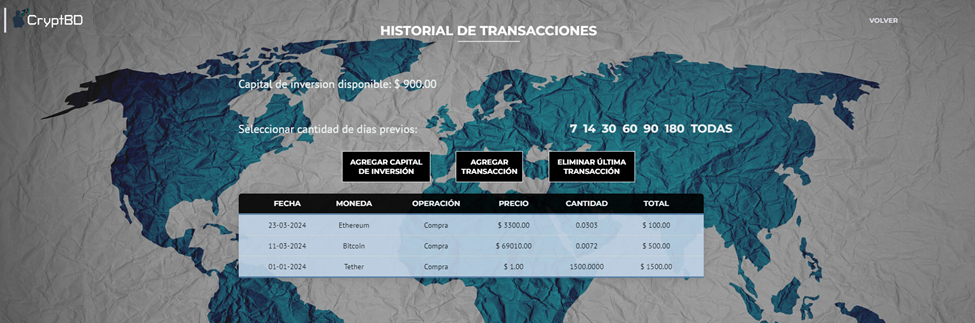 CryptBD
VOLVER
HISTORIAL DE TRANSACCIONES
Capital de inversion disponible: $ 900.00
Seleccionar cantidad de días previos:
7 14 30 60 90 180 TODAS
AGREGAR CAPITAL
DE INVERSIÓN
AGREGAR
TRANSACCIÓN
ELIMINAR ÚLTIMA
TRANSACCIÓN
FECHA MONEDA OPERACIÓN PRECIO CANTIDAD TOTAL
23-03-2024 Ethereum Compra $ 3300.00 0.0303 $ 100.00
11-03-2024 Bitcoin Compra $ 69010.00 0.0072 $ 500.00
01-01-2024 Tether Compra $ 1.00 1500.0000 $ 1500.00